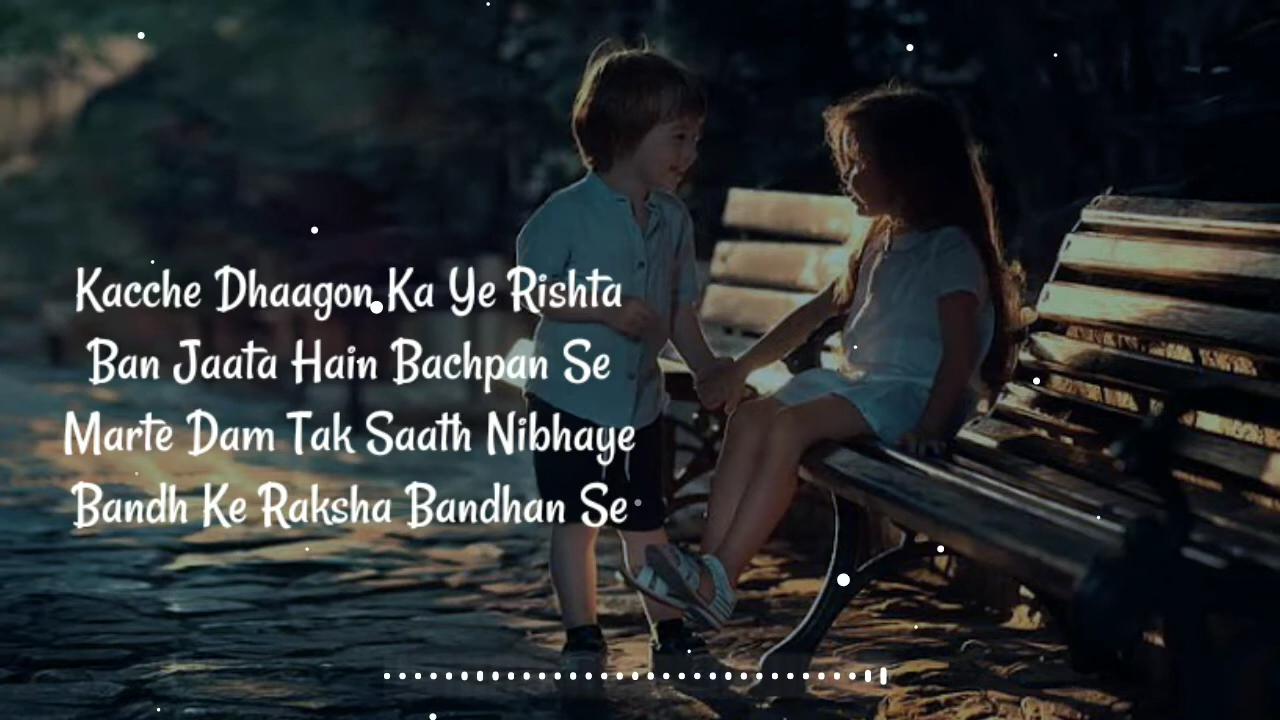 Kacche Dhaagon Ka Ye Rishta
Ban Jaata Hain Bachpan Se
Marte Dam Tak Saath Nibhaye
Bandh Ke Raksha Bandhan Se